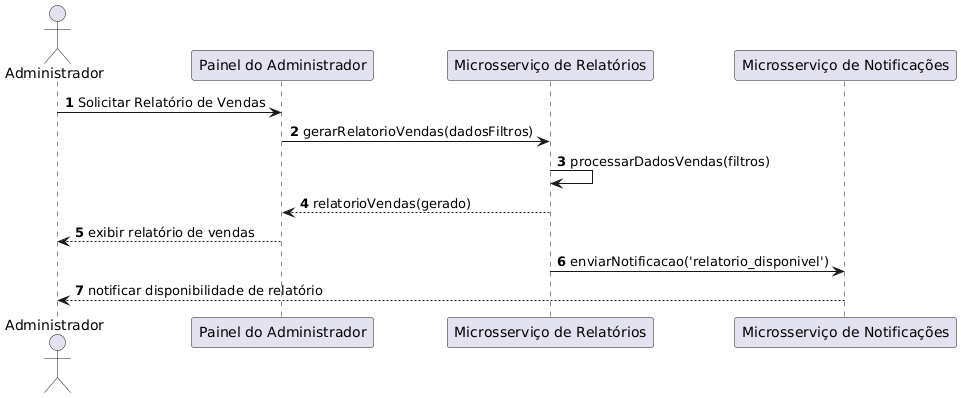 Administrador
Painel do Administrador
Microsserviço de Relatórios
Microsserviço de Notificações
1 Solicitar Relatório de Vendas
2 gerarRelatorioVendas(dadosFiltros)
3 processarDadosVendas(filtros)
4 relatorioVendas(gerado)
5 exibir relatório de vendas
6 enviarNotificacao('relatorio_disponivel')
7 notificar disponibilidade de relatório
Administrador
Painel do Administrador
Microsserviço de Relatórios
Microsserviço de Notificações